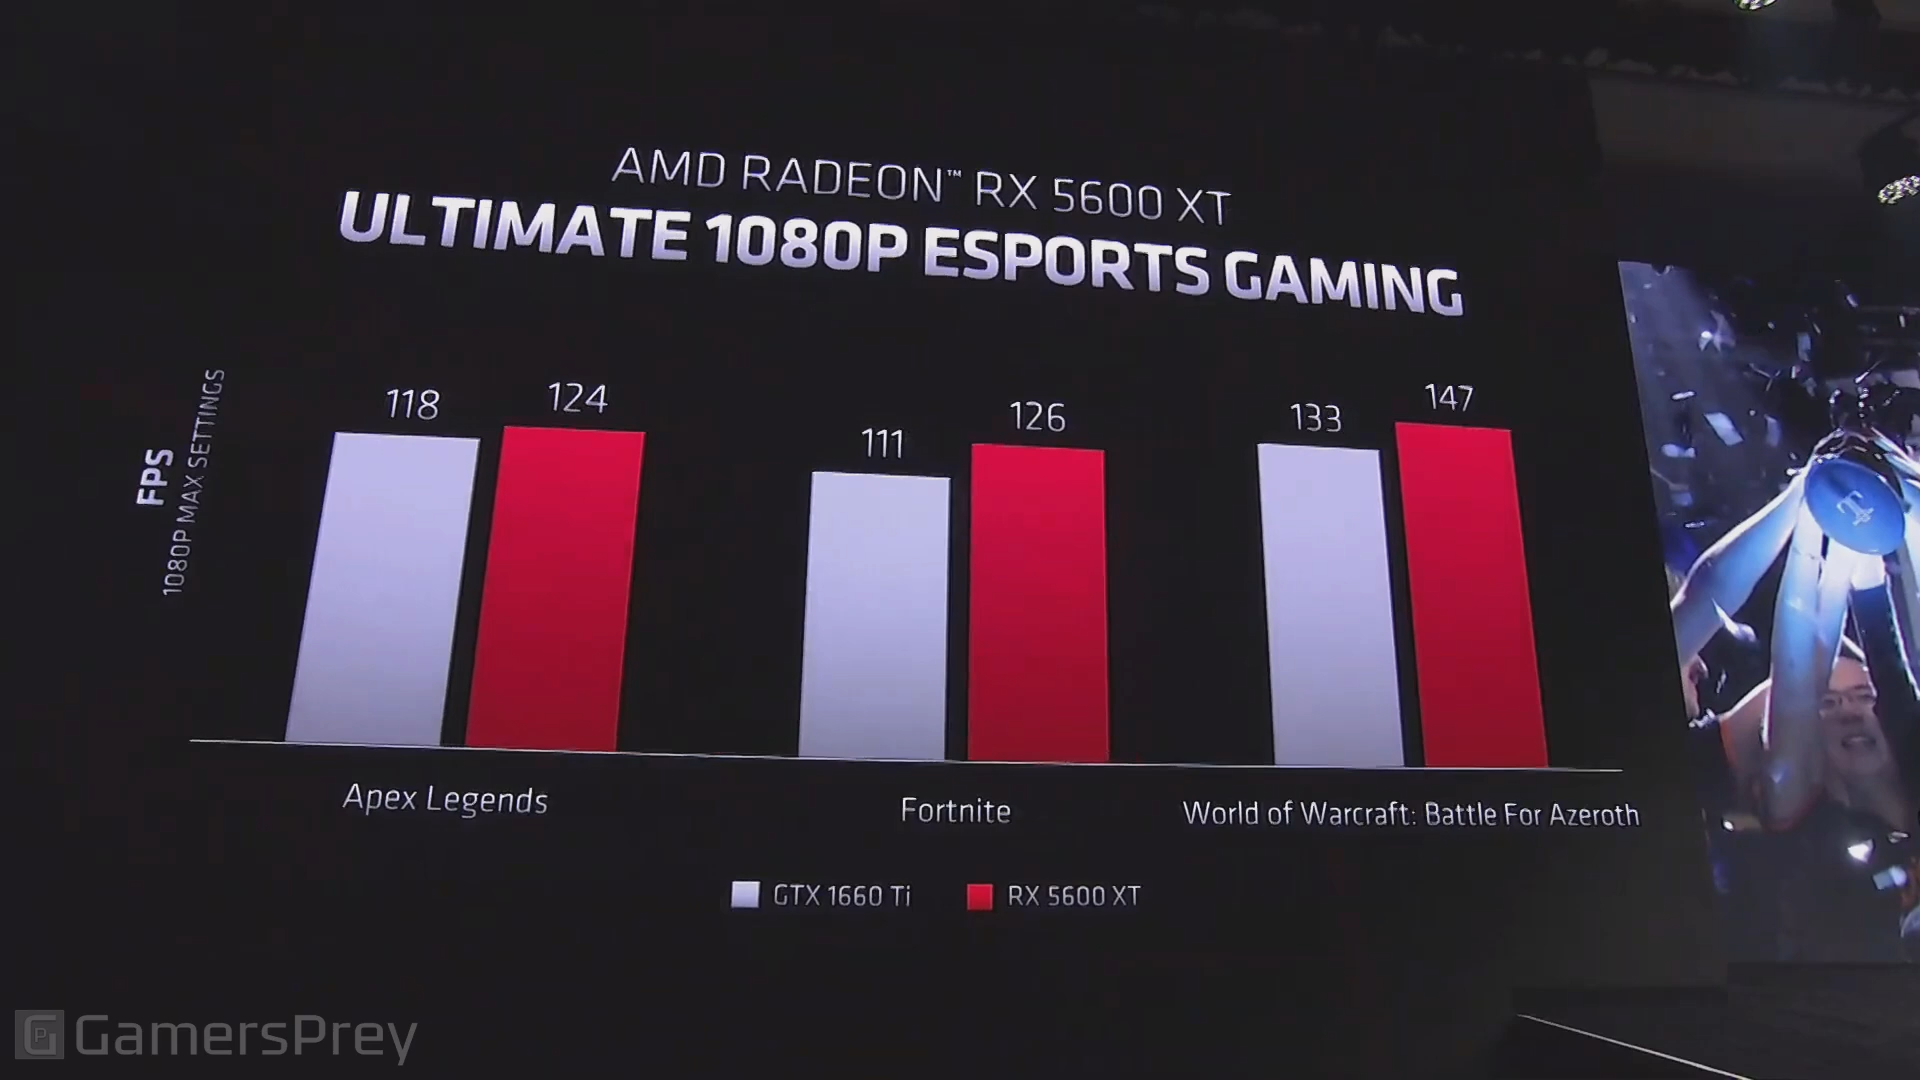 AMD RADEON™ RX 5600 XT
ULTIMATE 1080P ESPORTS GAMING
FPS
1080P MAX SETTINGS
118
124
111
126
133
147
Apex Legends
Fortnite
World of Warcraft: Battle For Azeroth
GTX 1660 Ti
RX 5600 XT
GamersPrey